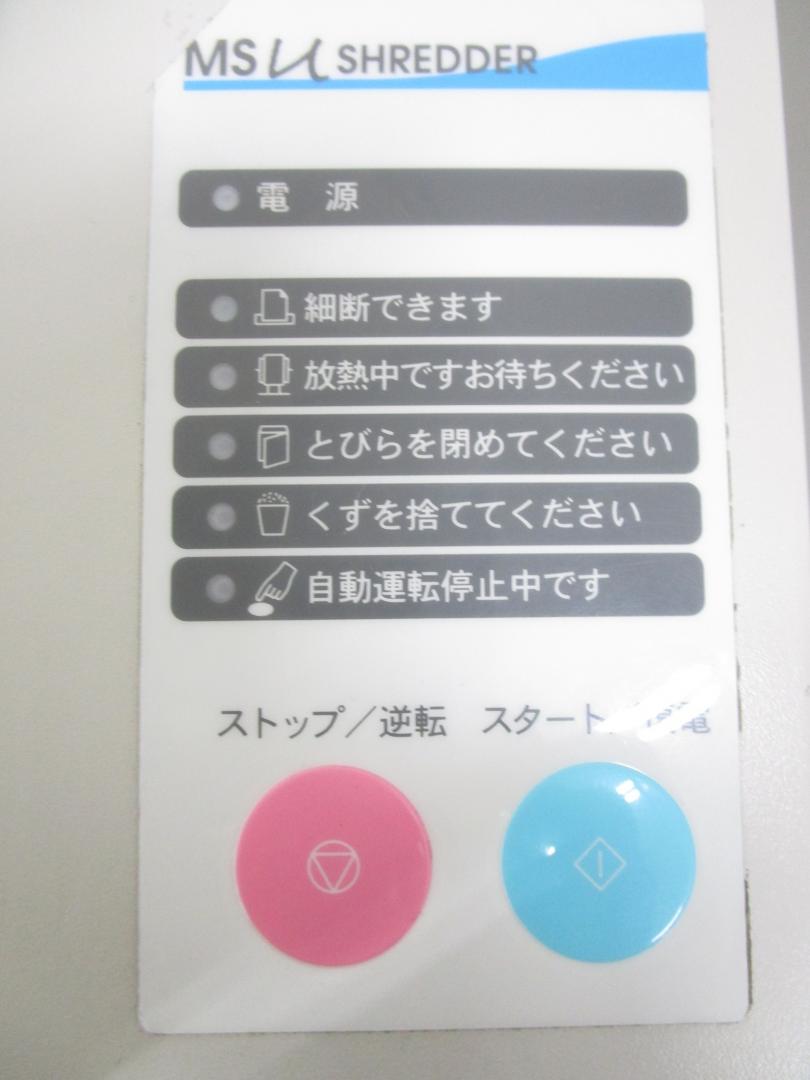 MS U SHREDDER
電 源
細断できます
放熱中ですお待ちください
とびらを閉めてください
くずを捨ててください
自動運転停止中です
ストップ／逆転 スタート